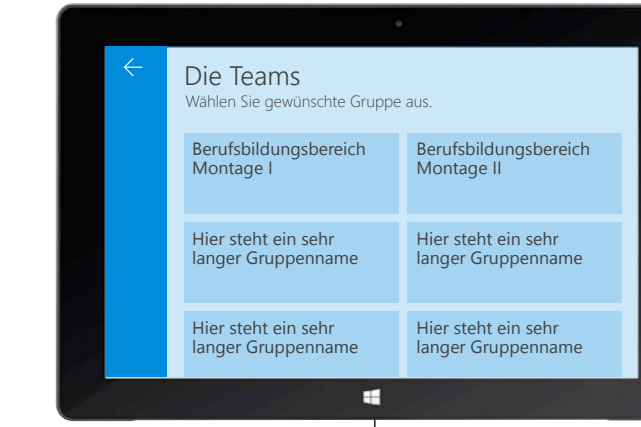 Die Teams
Wählen Sie gewünschte Gruppe aus.
Berufsbildungsbereich
Montage I
Berufsbildungsbereich
Montage II
Hier steht ein sehr
langer Gruppenname
Hier steht ein sehr
langer Gruppenname
Hier steht ein sehr
langer Gruppenname
Hier steht ein sehr
langer Gruppenname